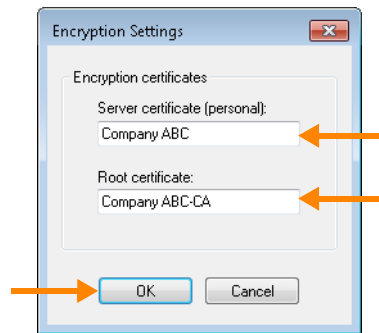 Encryption Settings
Encryption certificates
Server certificate (personal):
Company ABC
Root certificate:
Company ABC-CA
OK
Cancel